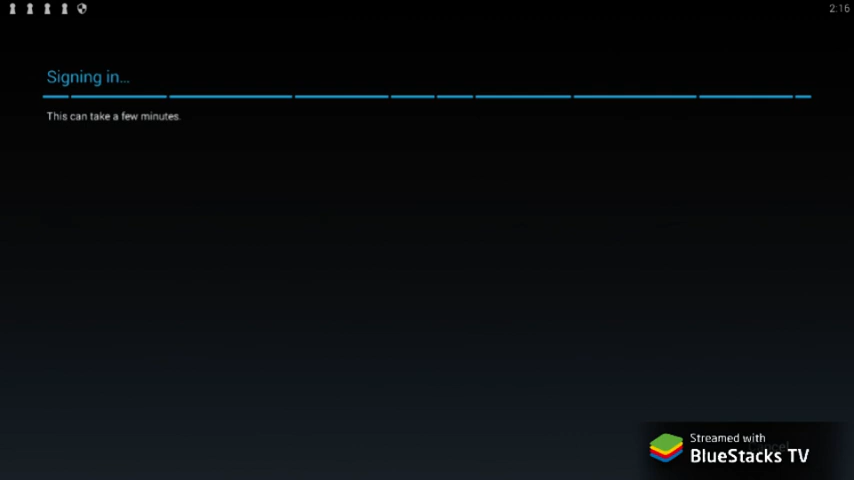 2:16
Signing in...
This can take a few minutes.
Streamed with
BlueStacks TV